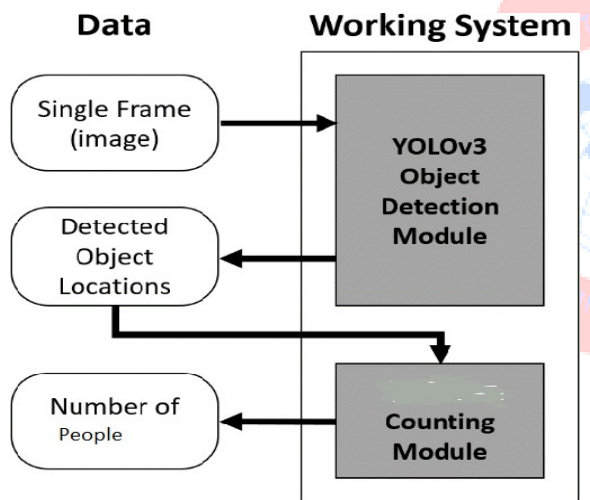 Data
Working System
Single Frame
(image)
YOLOv3
Object
Detection
Module
Detected
Object
Locations
Number of
People
Counting
Module